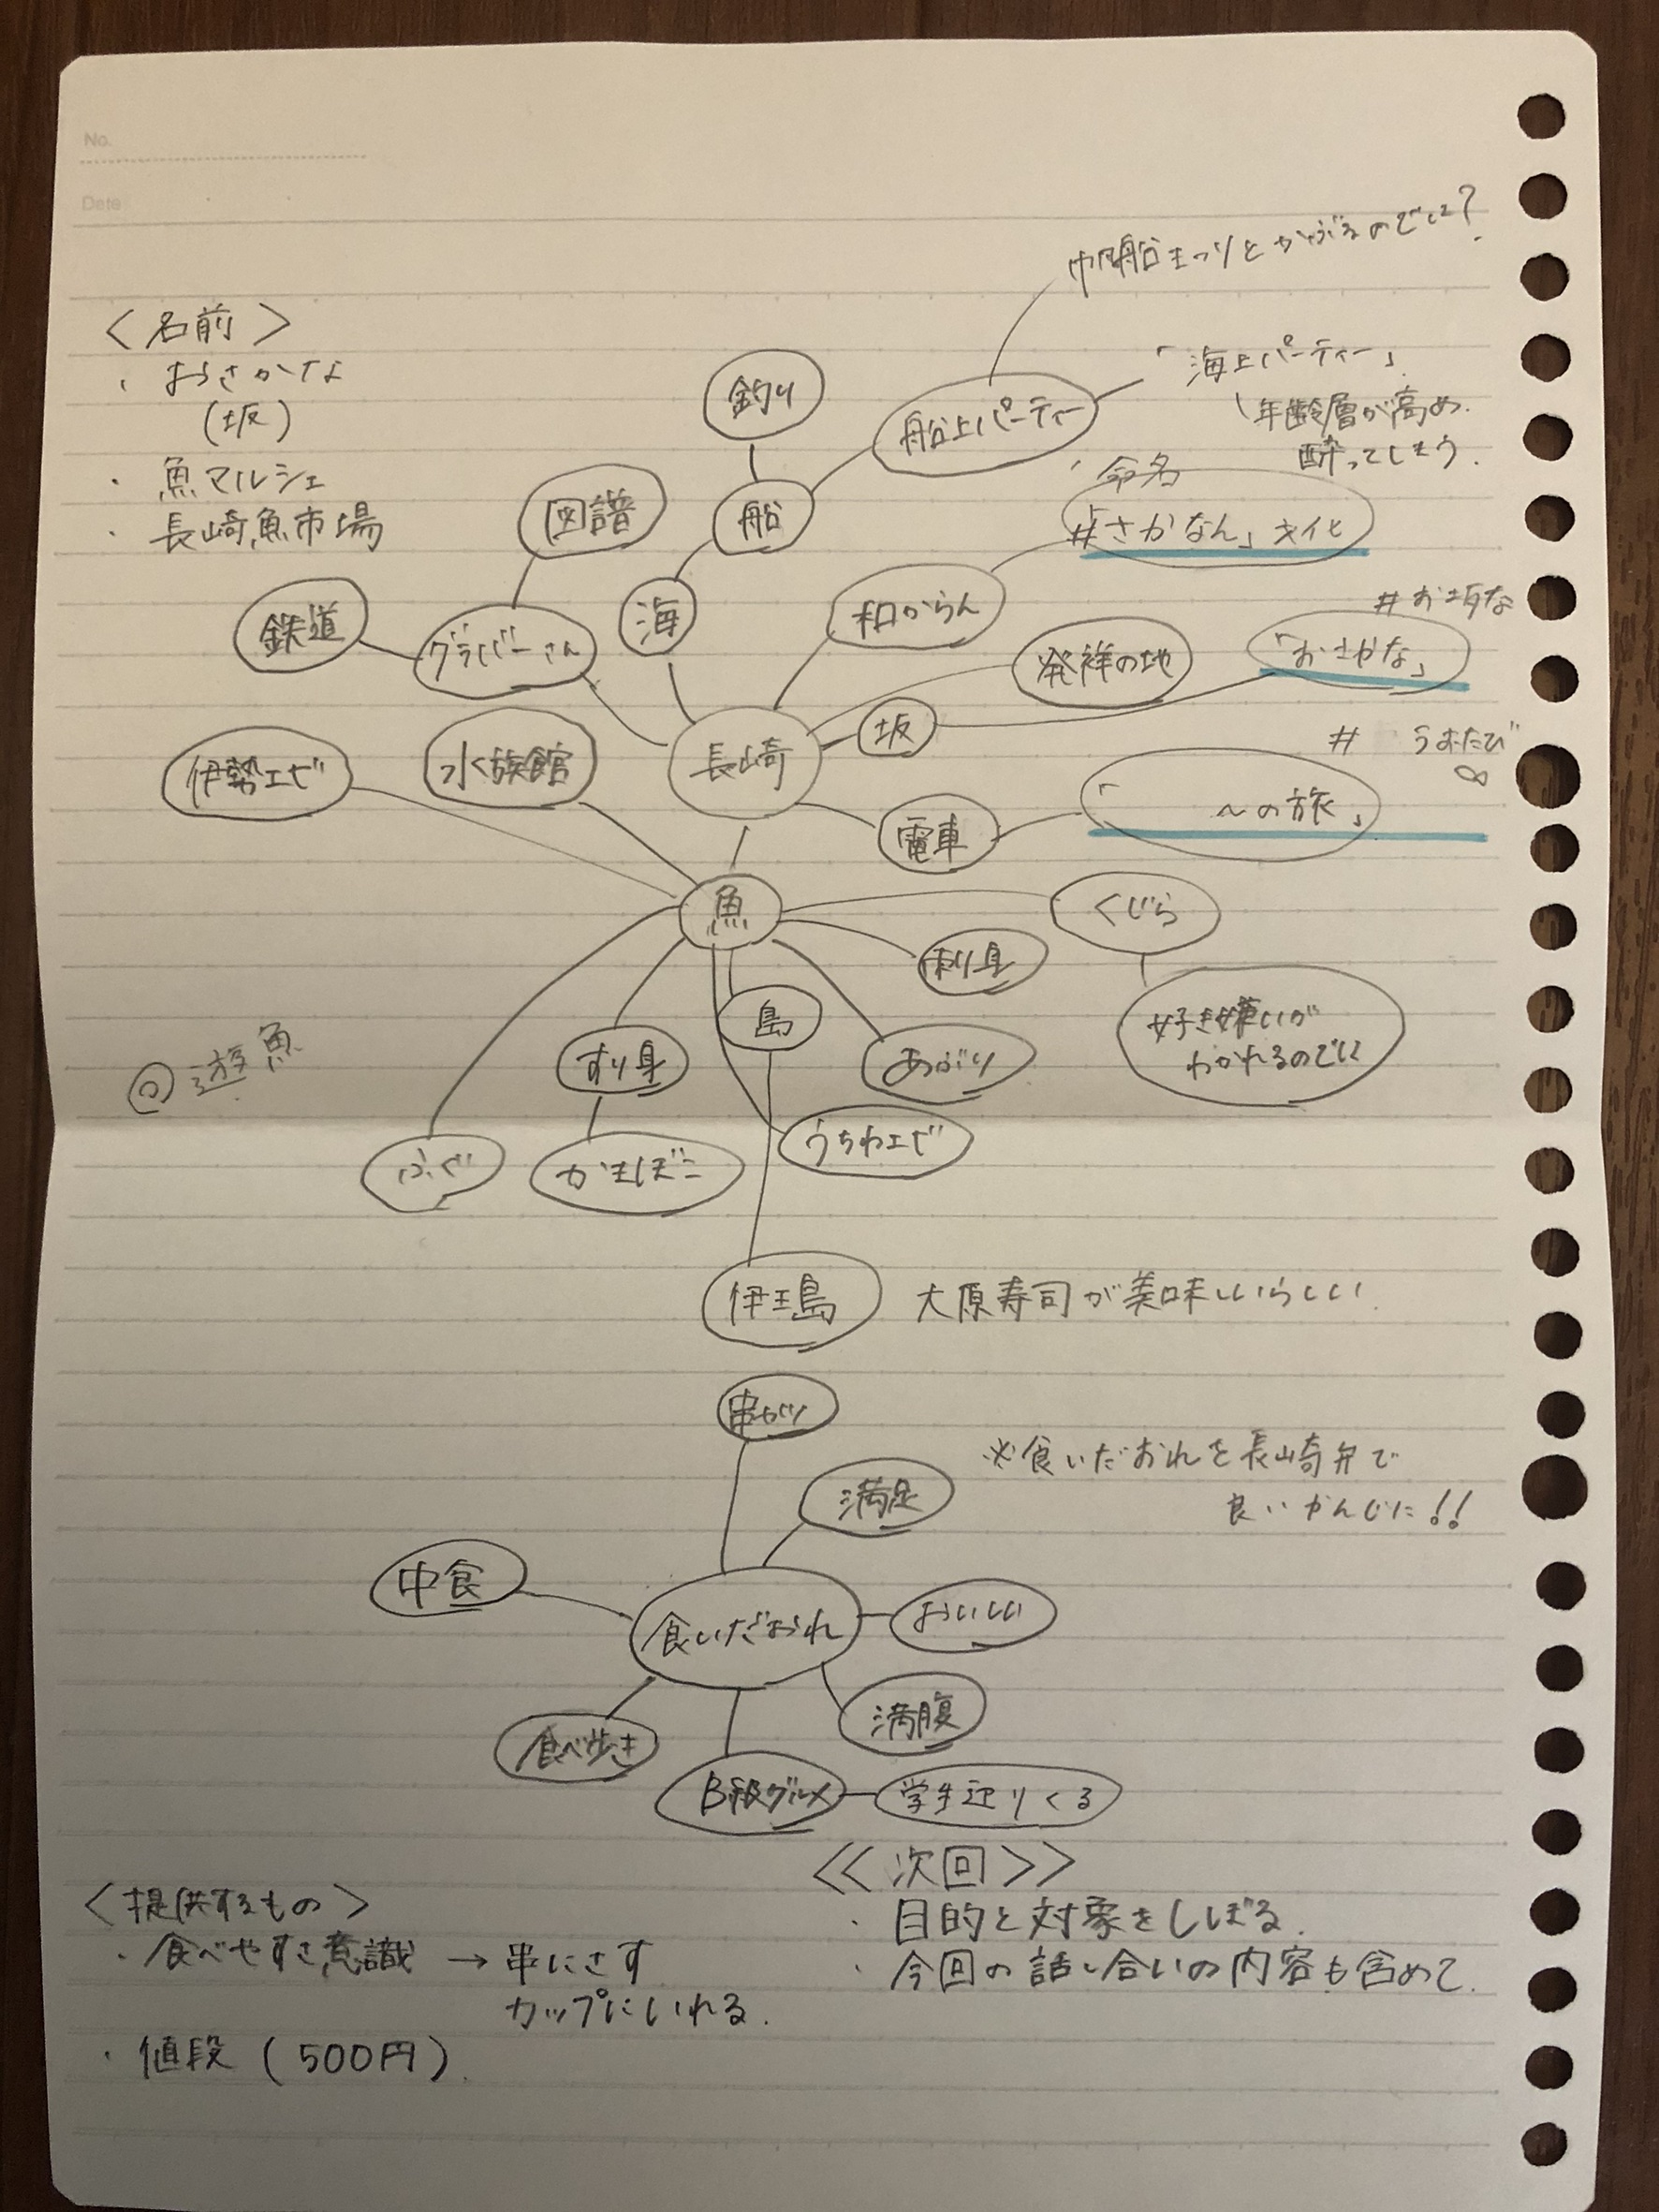 No.
Date
帆船まつりとかぶるのでは?
<名前>
・おさかな
(坂)
・魚マルシェ
・長崎魚市場
釣り
船上パーティー
「海上パーティー」
年齢層が高め.
酔ってしまう.
図譜
船
命名
#「さかなん」
鉄道
グラバーさん
海
和からん
発祥の地
#お坂な
「おさかな」
伊勢エビ
水族館
長崎
坂
# うおたび
電車
「 〜の旅」
魚
くじら
刺り身
好き嫌いが
わかれるのでは
@遊魚
すり身
島
あぶり
ふぐ
かまぼこ
うちわエビ
伊王島
大原寿司が美味しいらしい.
串カツ
満足
※食いだおれを長崎弁で
良いかんじに!!
中食
食いだおれ
おいしい
食べ歩き
満腹
B級グルメ
学生辺りくる
<提供するもの>
・食べやすさ意識 → 串にさす
カップにいれる.
・値段 (500円)
<<次回>>
・目的と対象をしぼる.
・今回の話し合いの内容も含めて.